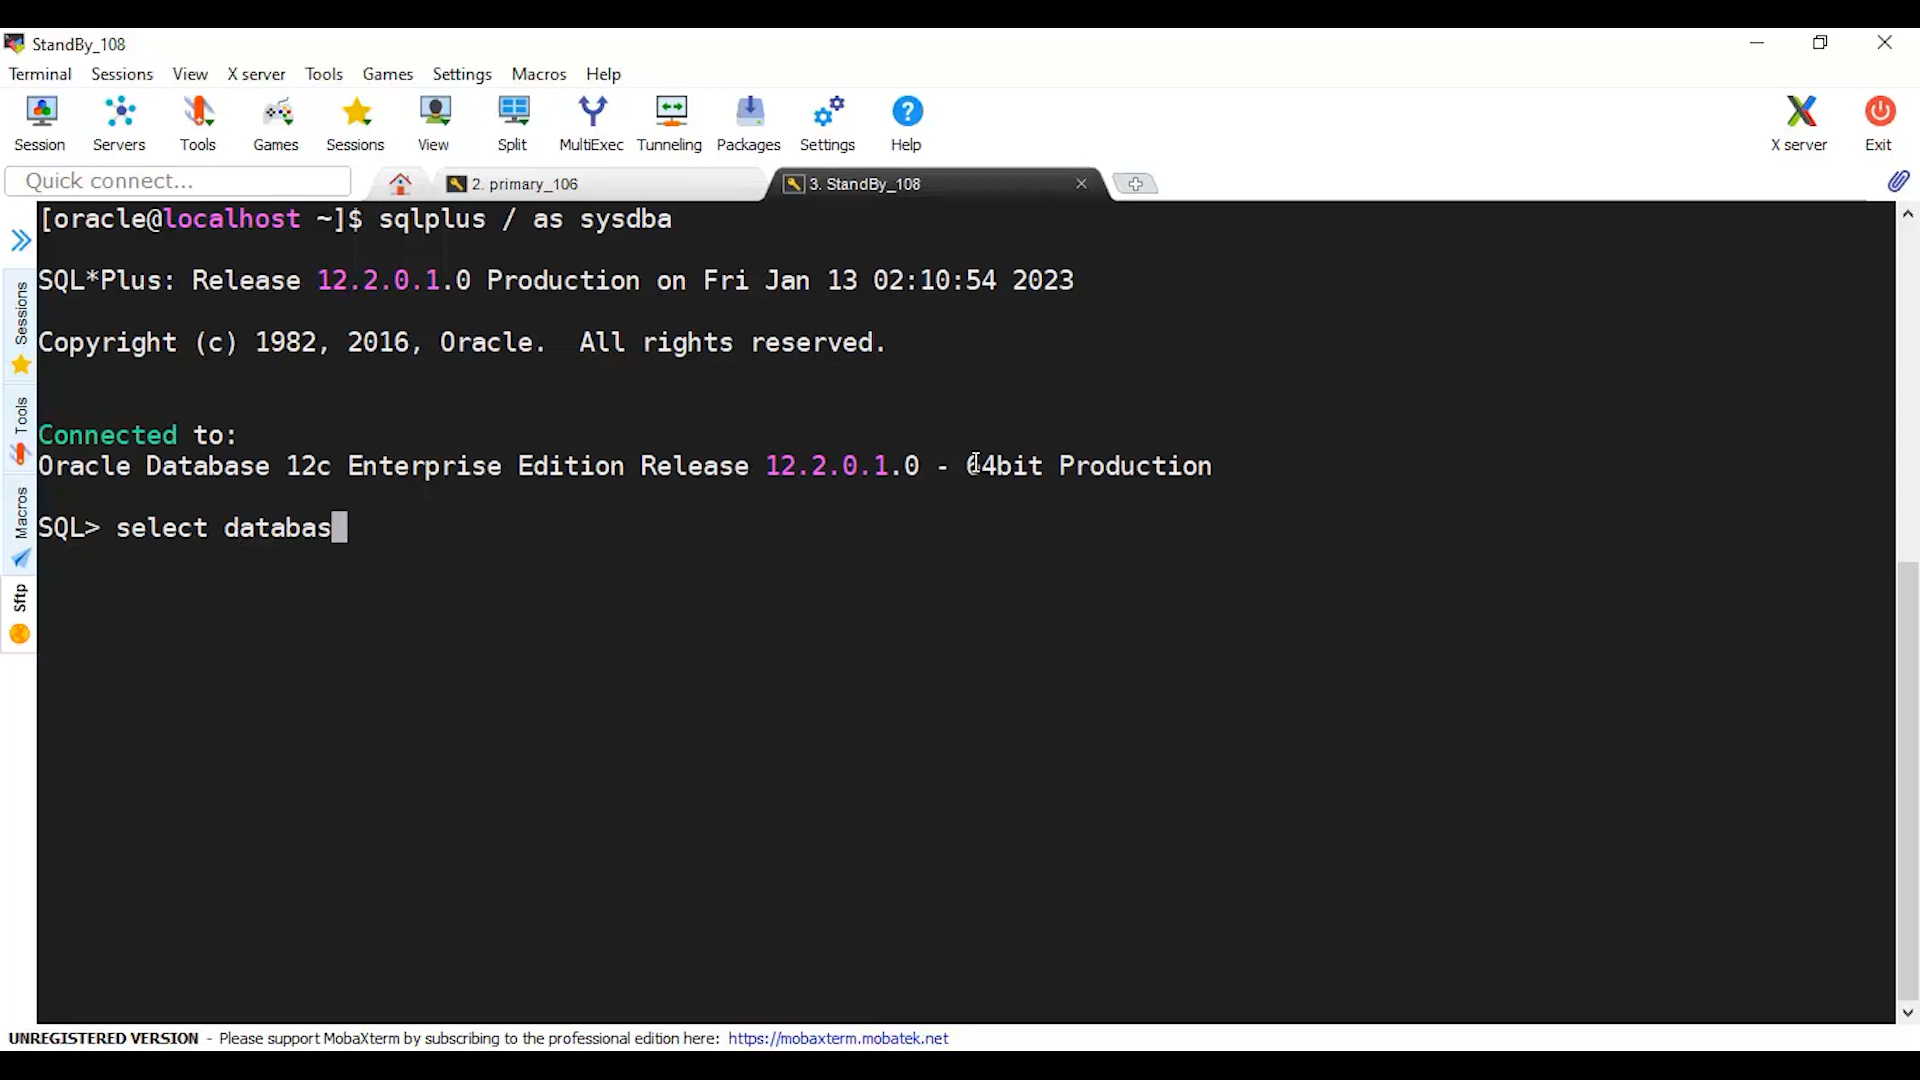 StandBy_108
Terminal Sessions View X server Tools Games Settings Macros Help
Session Servers Tools Games Sessions View Split MultiExec Tunneling Packages Settings Help X server Exit
Quick connect...
2. primary_106
3. StandBy_108
Sessions
Tools
Macros
Sftp
[oracle@localhost ~]$ sqlplus / as sysdba
SQL*Plus: Release 12.2.0.1.0 Production on Fri Jan 13 02:10:54 2023
Copyright (c) 1982, 2016, Oracle.  All rights reserved.
Connected to:
Oracle Database 12c Enterprise Edition Release 12.2.0.1.0 - 64bit Production
SQL> select databas
UNREGISTERED VERSION - Please support MobaXterm by subscribing to the professional edition here: https://mobaxterm.mobatek.net